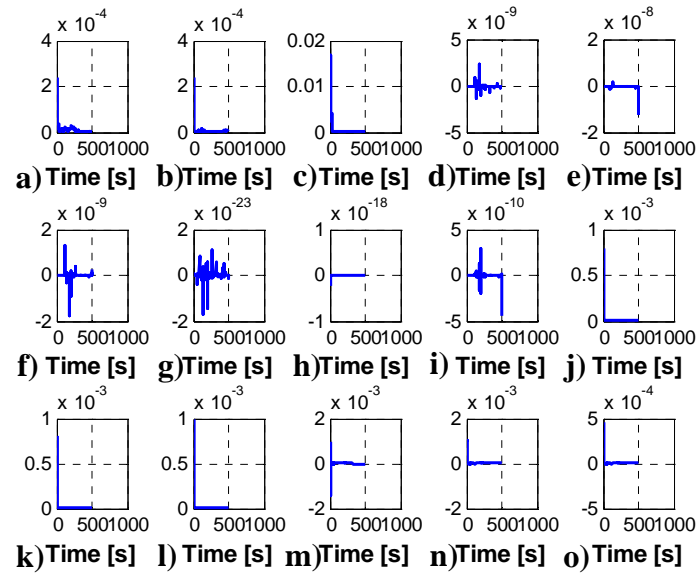 x 10^-4 x 10^-4 0.02 x 10^-9 x 10^-8
4 4 5 2
2 2 0.01 0 0
0 0 0 -5 -2
0 5001000 0 5001000 0 5001000 0 5001000 0 5001000
a) Time [s] b) Time [s] c) Time [s] d) Time [s] e) Time [s]
x 10^-9 x 10^-23 x 10^-18 x 10^-10 x 10^-3
2 2 1 5 1
0 0 0 0 0.5
-2 -2 -1 -5 0
0 5001000 0 5001000 0 5001000 0 5001000 0 5001000
f) Time [s] g) Time [s] h) Time [s] i) Time [s] j) Time [s]
x 10^-3 x 10^-3 x 10^-3 x 10^-3 x 10^-4
1 1 2 2 5
0.5 0.5 0 0 0
0 0 -2 -2 -5
0 5001000 0 5001000 0 5001000 0 5001000 0 5001000
k) Time [s] l) Time [s] m) Time [s] n) Time [s] o) Time [s]